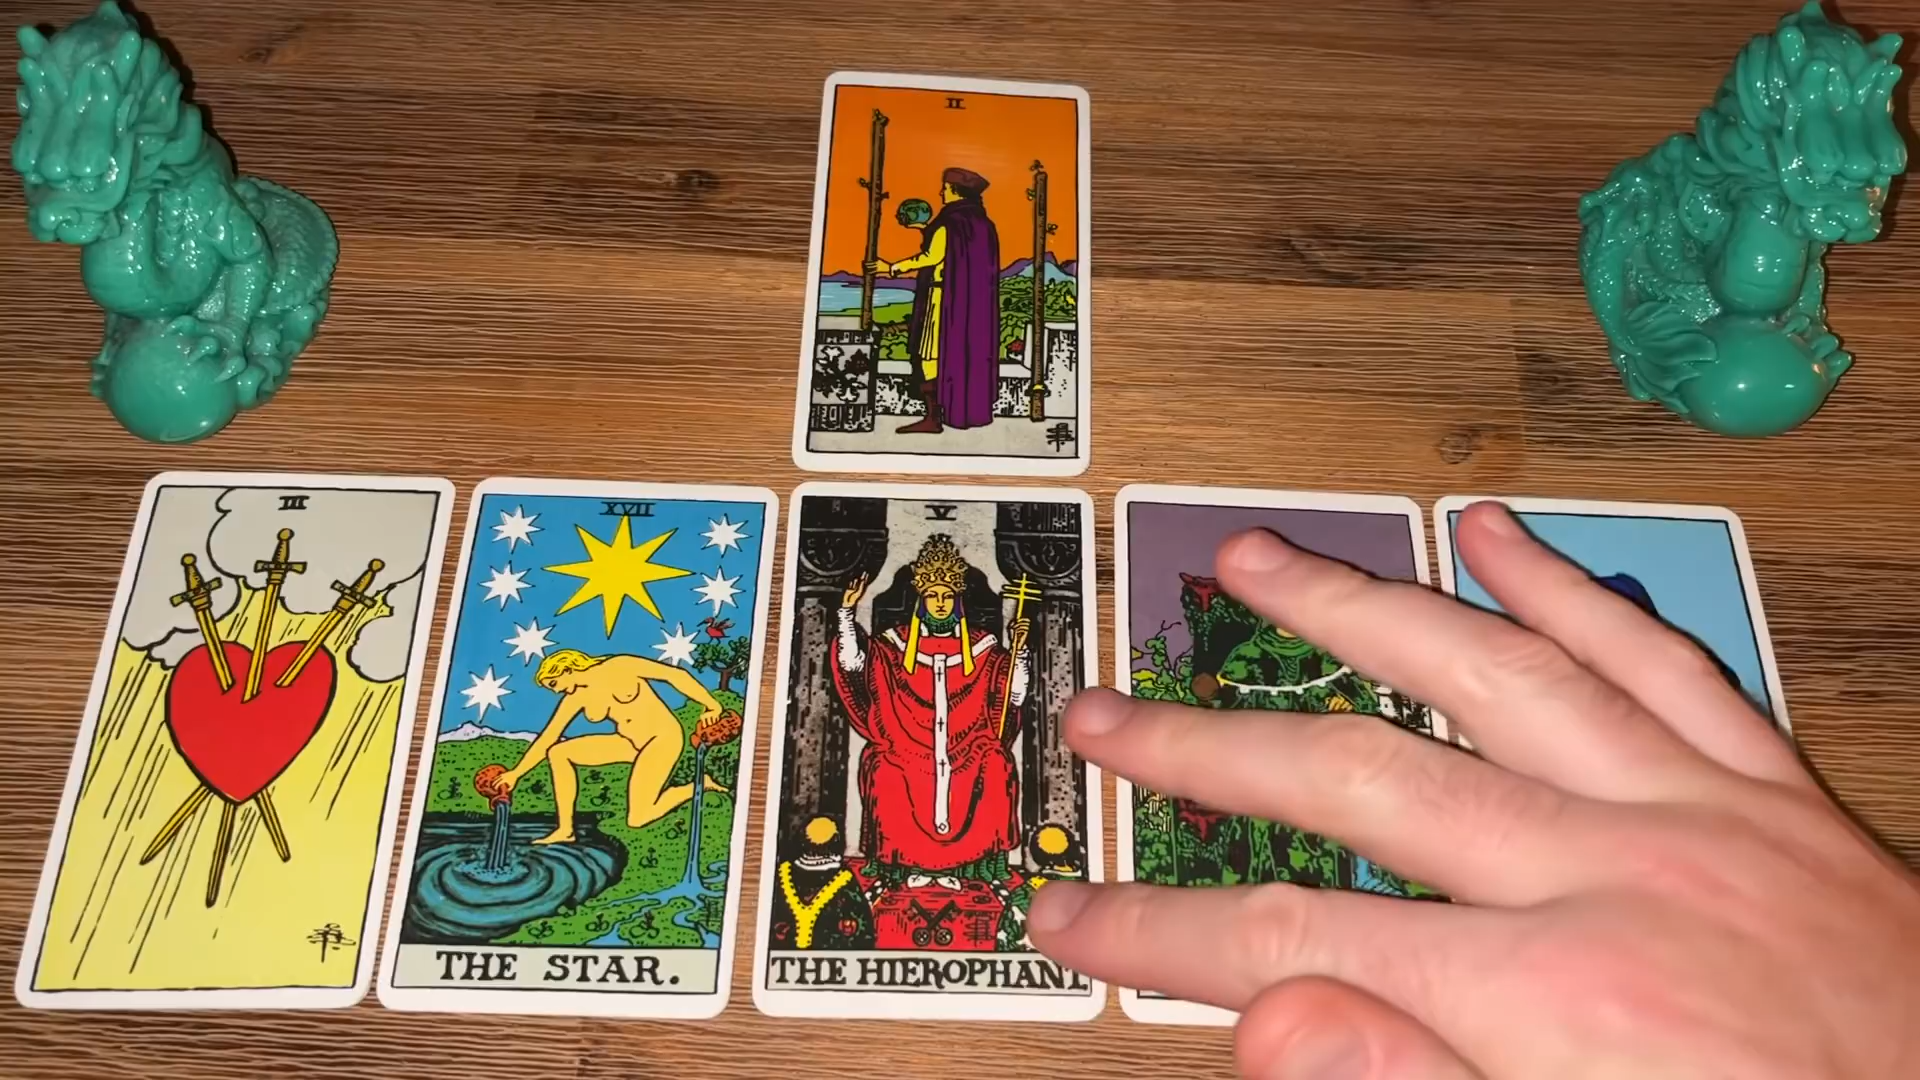 II
III
XVII
V
THE STAR.
THE HIEROPHANT.